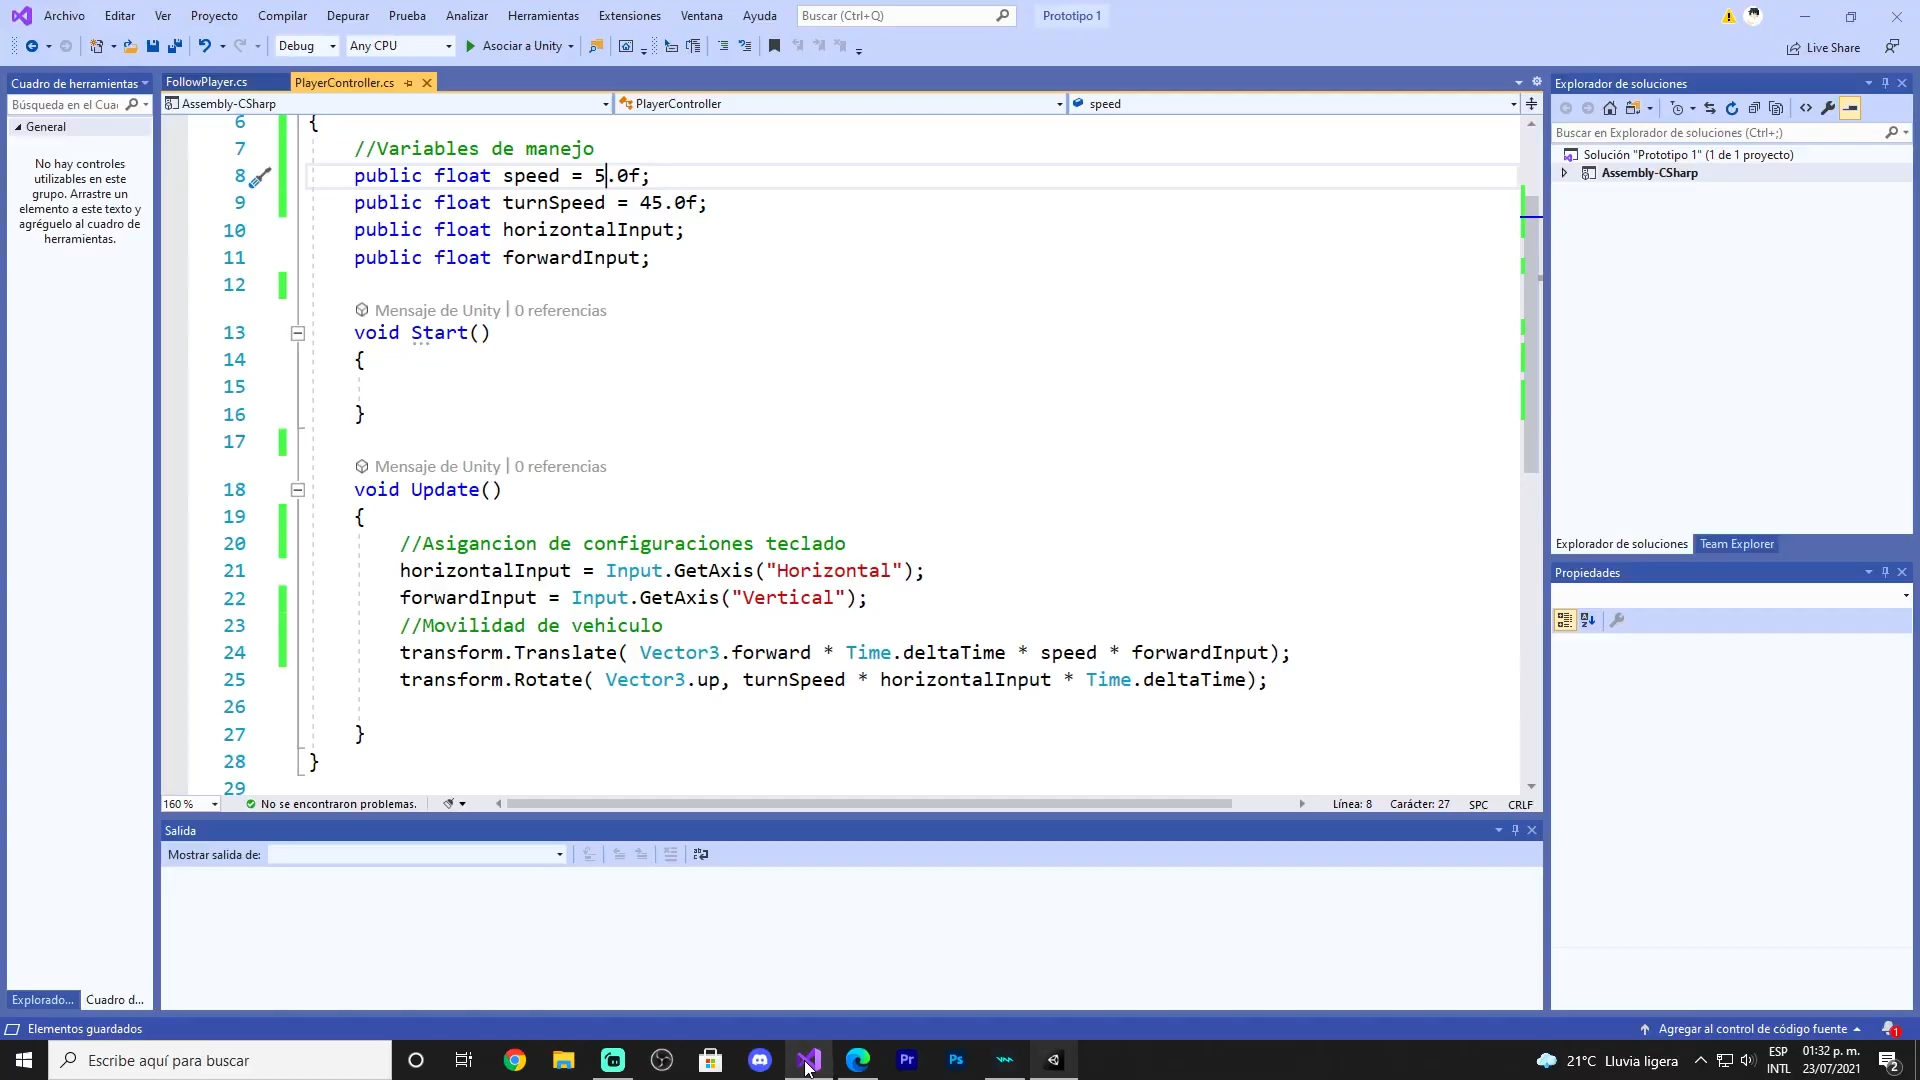 Archivo Editar Ver Proyecto Compilar Depurar Prueba Analizar Herramientas Extensiones Ventana Ayuda Buscar (Ctrl+Q) Prototipo 1
Debug Any CPU Asociar a Unity Live Share
Cuadro de herramientas
Búsqueda en el Cua
General
No hay controles
utilizables en este
grupo. Arrastre un
elemento a este texto y
agréguelo al cuadro de
herramientas.
Explorado... Cuadro d...
FollowPlayer.cs PlayerController.cs
Assembly-CSharp PlayerController speed
6 {
7 //Variables de manejo
8 public float speed = 5.0f;
9 public float turnSpeed = 45.0f;
10 public float horizontalInput;
11 public float forwardInput;
12
Mensaje de Unity | 0 referencias
13 void Start()
14 {
15
16 }
17
Mensaje de Unity | 0 referencias
18 void Update()
19 {
20 //Asigancion de configuraciones teclado
21 horizontalInput = Input.GetAxis("Horizontal");
22 forwardInput = Input.GetAxis("Vertical");
23 //Movilidad de vehiculo
24 transform.Translate( Vector3.forward * Time.deltaTime * speed * forwardInput);
25 transform.Rotate( Vector3.up, turnSpeed * horizontalInput * Time.deltaTime);
26
27 }
28 }
29
160 % No se encontraron problemas. Línea: 8 Carácter: 27 SPC CRLF
Salida
Mostrar salida de:
Explorador de soluciones
Buscar en Explorador de soluciones (Ctrl+;)
Solución "Prototipo 1" (1 de 1 proyecto)
Assembly-CSharp
Explorador de soluciones Team Explorer
Propiedades
Elementos guardados Agregar al control de código fuente 1
Escribe aquí para buscar Pr Ps 21°C Lluvia ligera
ESP
INTL
01:32 p. m.
23/07/2021
2